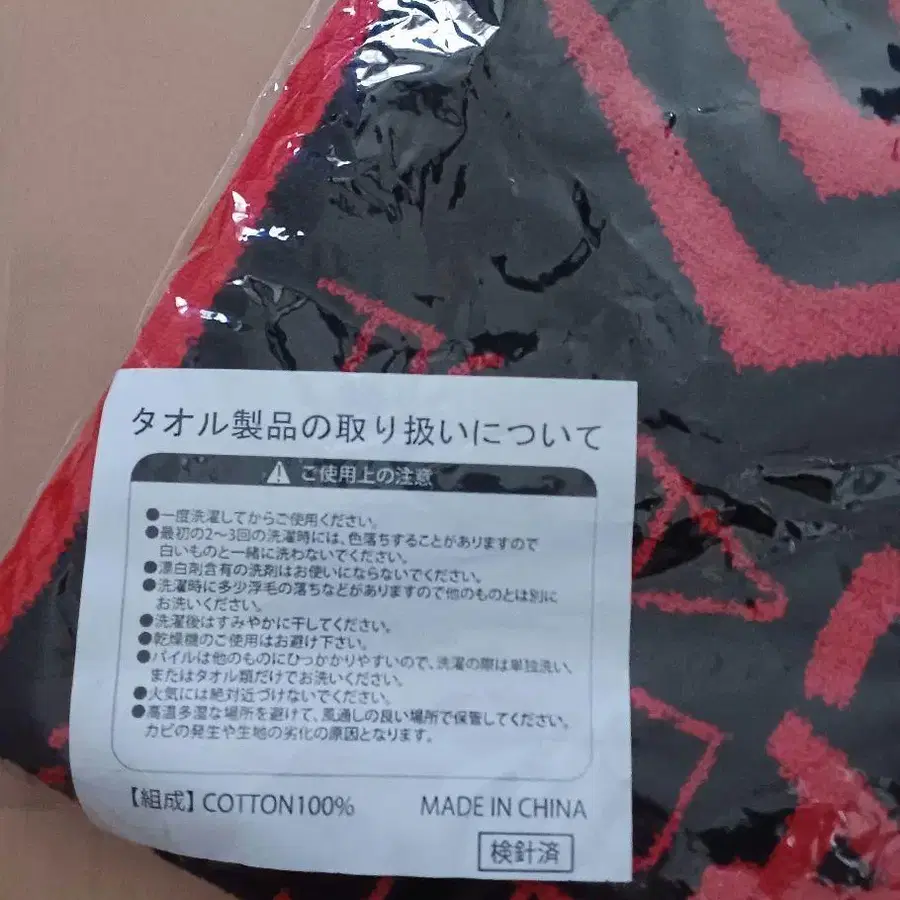 タオル製品の取り扱いについて
ご使用上の注意
●一度洗濯してからご使用ください。
●最初の2〜3回の洗濯時には、色落ちすることがありますので
白いものと一緒に洗わないでください。
●漂白剤含有の洗剤はお使いにならないでください。
●洗濯時に多少浮毛の落ちなどがありますので他のものとは別に
お洗いください。
●洗濯後はすみやかに干してください。
●乾燥機のご使用はお避け下さい。
●パイルは他のものにひっかかりやすいので、洗濯の際は単独洗い、
またはタオル類だけでお洗いください。
●火気には絶対近づけないでください。
●高温多湿な場所を避けて、風通しの良い場所で保管してください。
カビの発生や生地の劣化の原因となります。
【組成】COTTON100% MADE IN CHINA
検針済